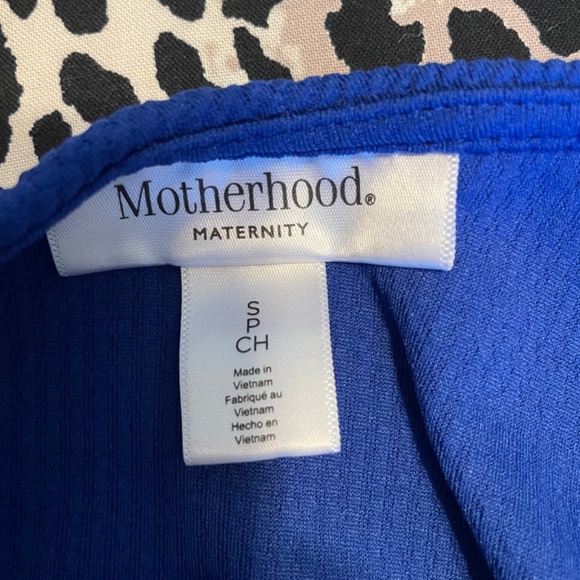 Motherhood®
MATERNITY
S
P
CH
Made in
Vietnam
Fabriqué au
Vietnam
Hecho en
Vietnam